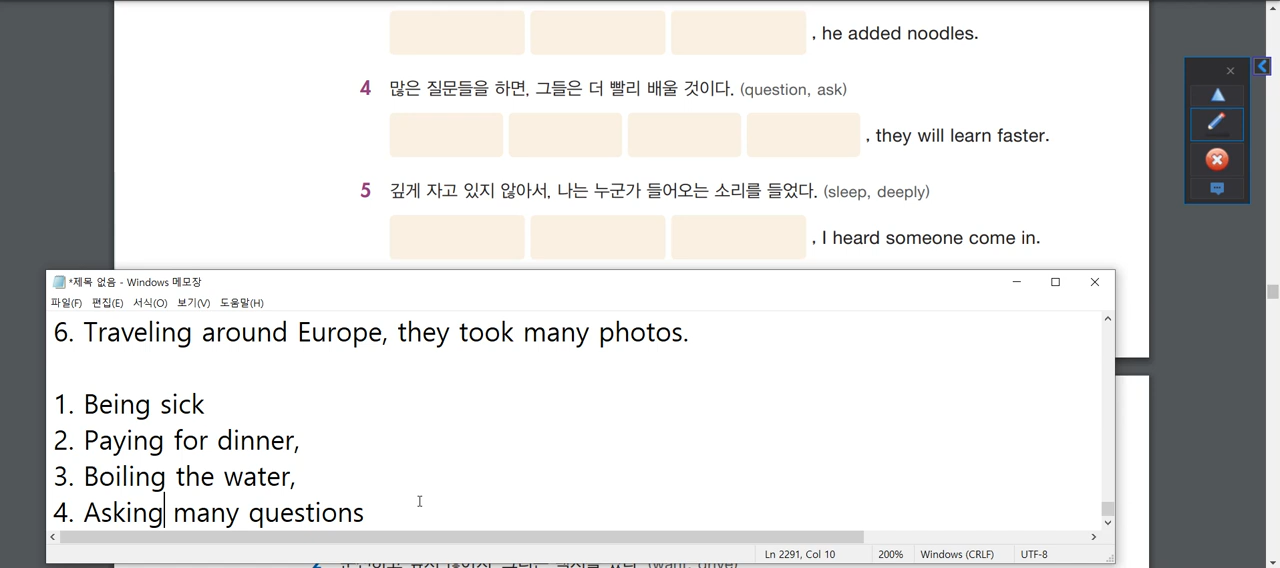 , he added noodles.
4 많은 질문들을 하면, 그들은 더 빨리 배울 것이다. (question, ask)
, they will learn faster.
5 깊게 자고 있지 않아서, 나는 누군가 들어오는 소리를 들었다. (sleep, deeply)
, I heard someone come in.
*제목 없음 - Windows 메모장
파일(F) 편집(E) 서식(O) 보기(V) 도움말(H)
6. Traveling around Europe, they took many photos.
1. Being sick
2. Paying for dinner,
3. Boiling the water,
4. Asking many questions
Ln 2291, Col 10 200% Windows (CRLF) UTF-8